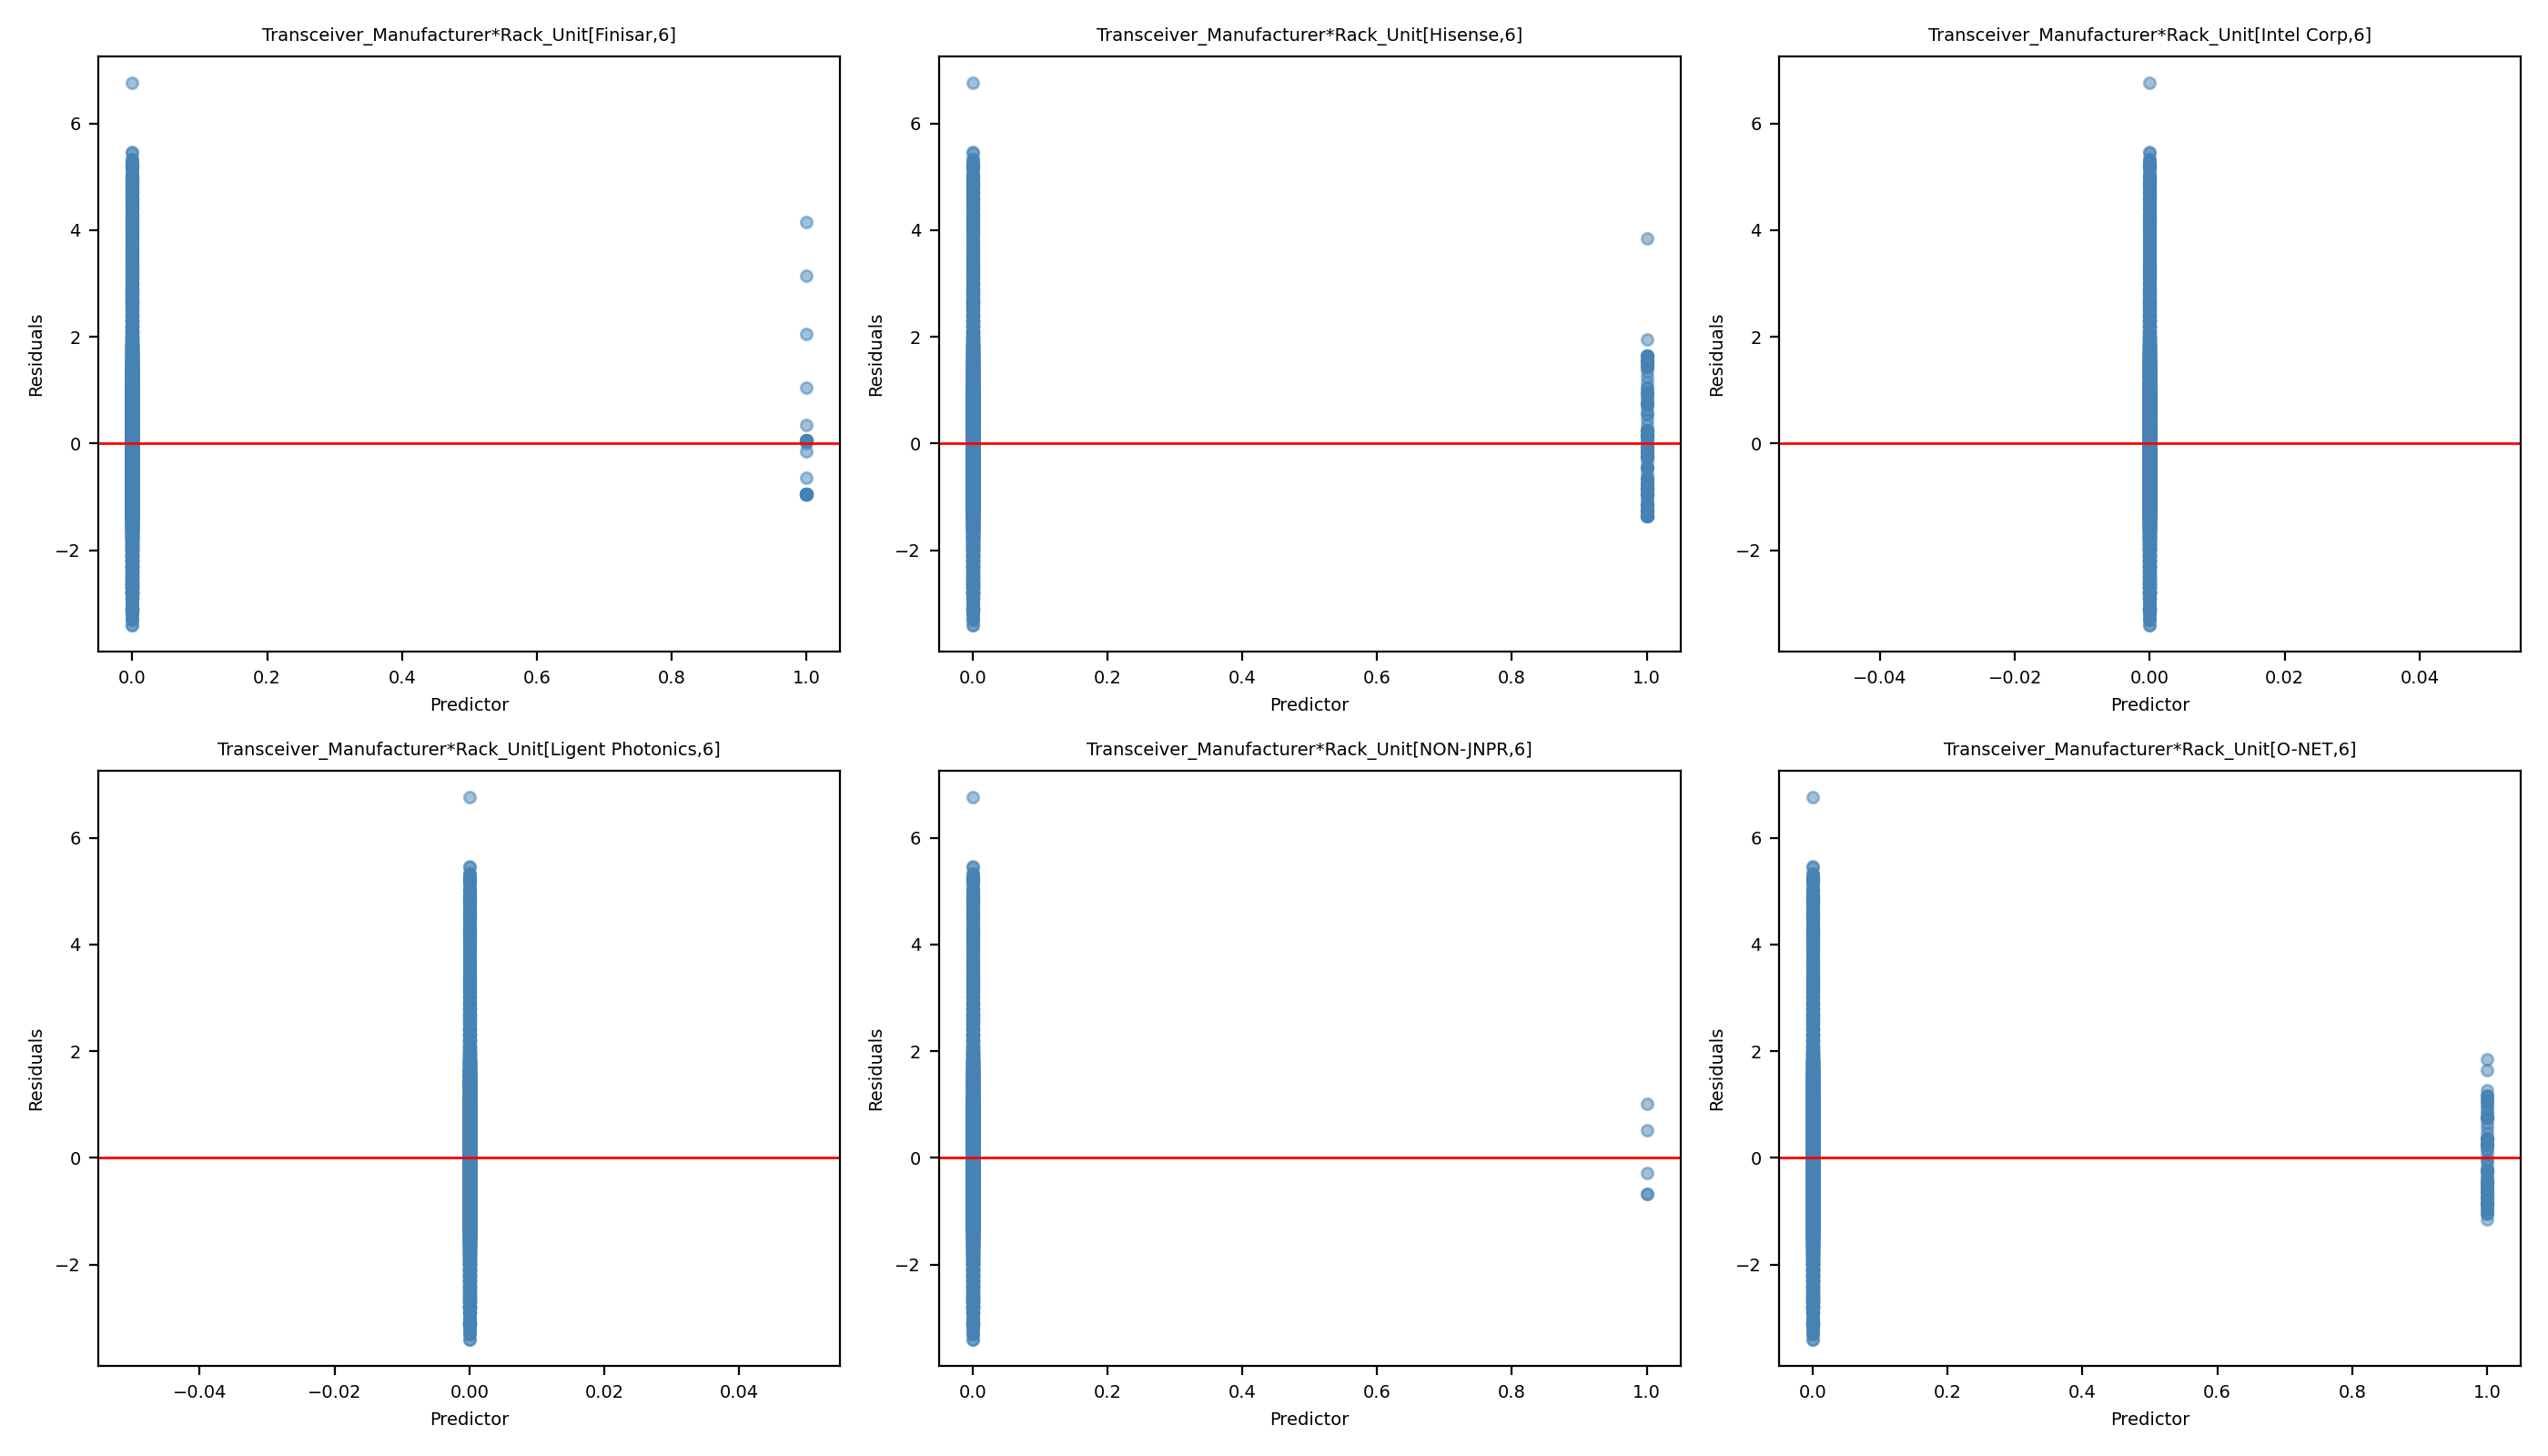 Transceiver_Manufacturer*Rack_Unit[Finisar,6]
6
4
2
0
−2
Residuals
0.0 0.2 0.4 0.6 0.8 1.0
Predictor
Transceiver_Manufacturer*Rack_Unit[Hisense,6]
6
4
2
0
−2
Residuals
0.0 0.2 0.4 0.6 0.8 1.0
Predictor
Transceiver_Manufacturer*Rack_Unit[Intel Corp,6]
6
4
2
0
−2
Residuals
−0.04 −0.02 0.00 0.02 0.04
Predictor
Transceiver_Manufacturer*Rack_Unit[Ligent Photonics,6]
6
4
2
0
−2
Residuals
−0.04 −0.02 0.00 0.02 0.04
Predictor
Transceiver_Manufacturer*Rack_Unit[NON-JNPR,6]
6
4
2
0
−2
Residuals
0.0 0.2 0.4 0.6 0.8 1.0
Predictor
Transceiver_Manufacturer*Rack_Unit[O-NET,6]
6
4
2
0
−2
Residuals
0.0 0.2 0.4 0.6 0.8 1.0
Predictor